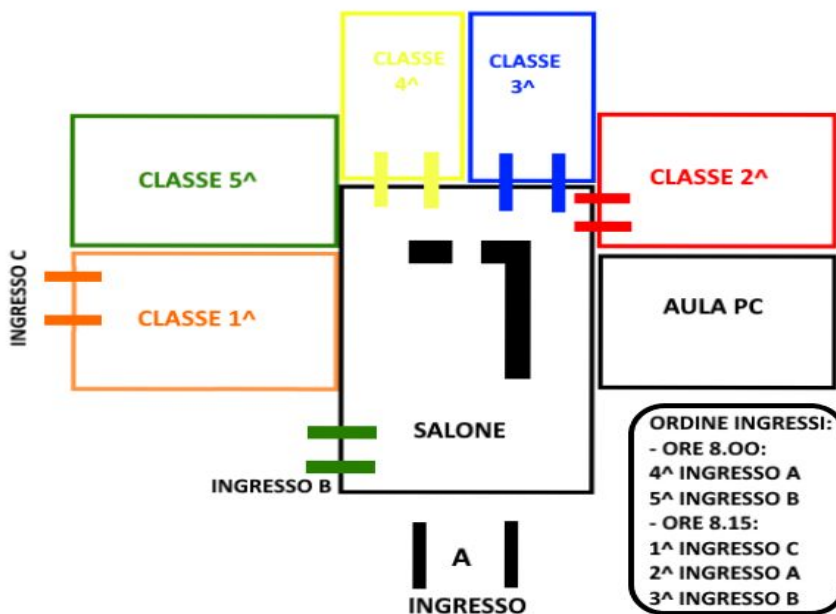 CLASSE
4^
CLASSE
3^
CLASSE 5^
CLASSE 2^
INGRESSO C
CLASSE 1^
AULA PC
SALONE
INGRESSO B
A
INGRESSO
ORDINE INGRESSI:
- ORE 8.OO:
4^ INGRESSO A
5^ INGRESSO B
- ORE 8.15:
1^ INGRESSO C
2^ INGRESSO A
3^ INGRESSO B